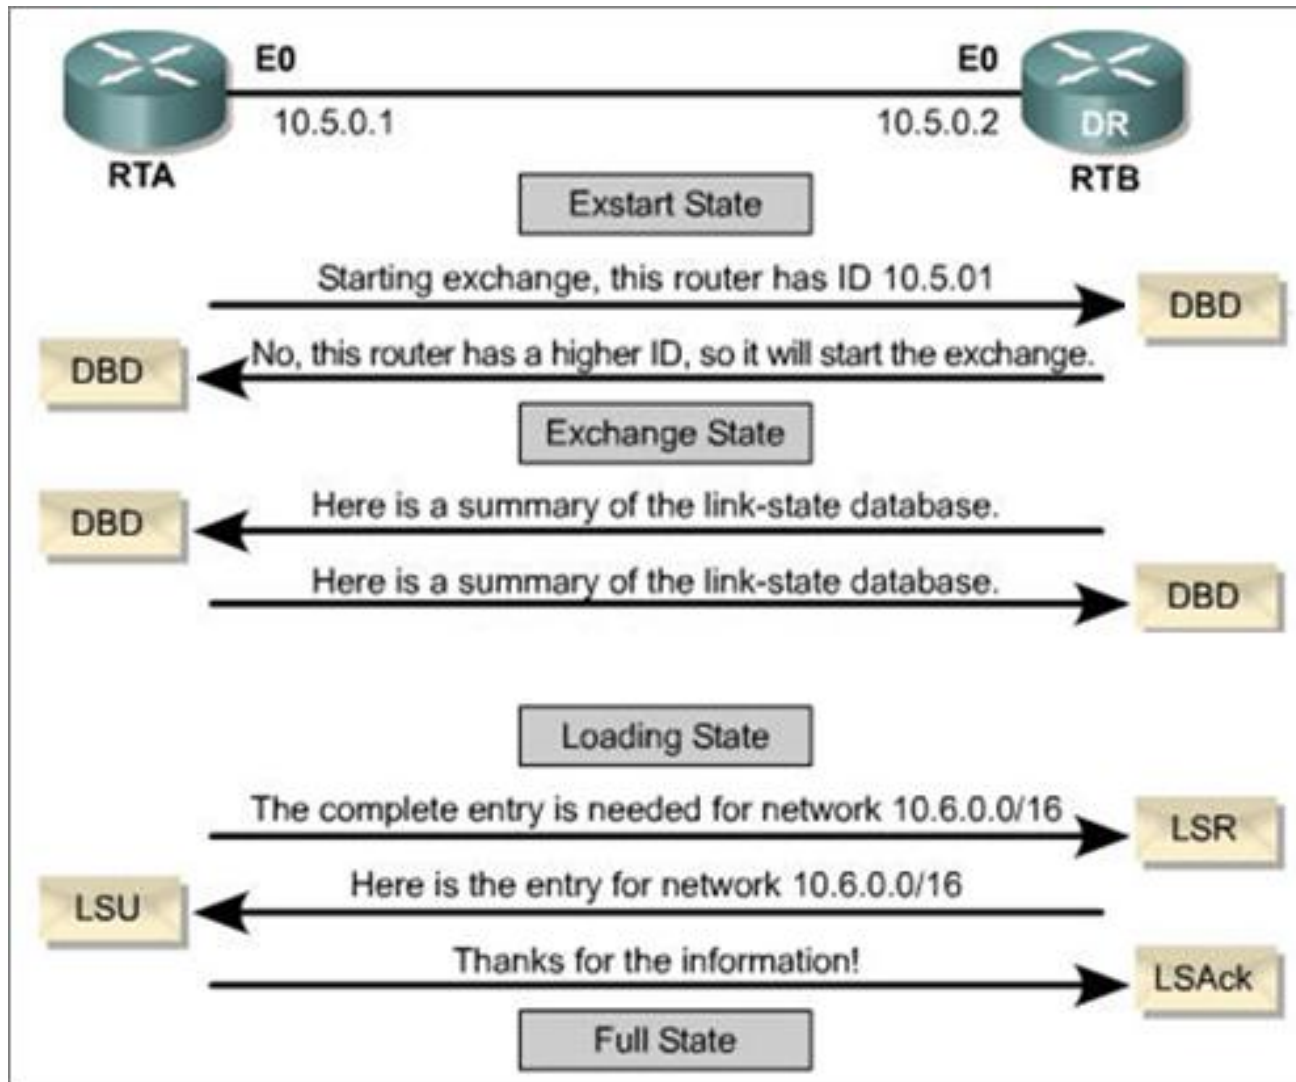 E0
E0
10.5.0.1
10.5.0.2
DR
RTA
RTB
Exstart State
Starting exchange, this router has ID 10.5.01
DBD
DBD
No, this router has a higher ID, so it will start the exchange.
Exchange State
DBD
Here is a summary of the link-state database.
Here is a summary of the link-state database.
DBD
Loading State
The complete entry is needed for network 10.6.0.0/16
LSR
LSU
Here is the entry for network 10.6.0.0/16
Thanks for the information!
LSAck
Full State